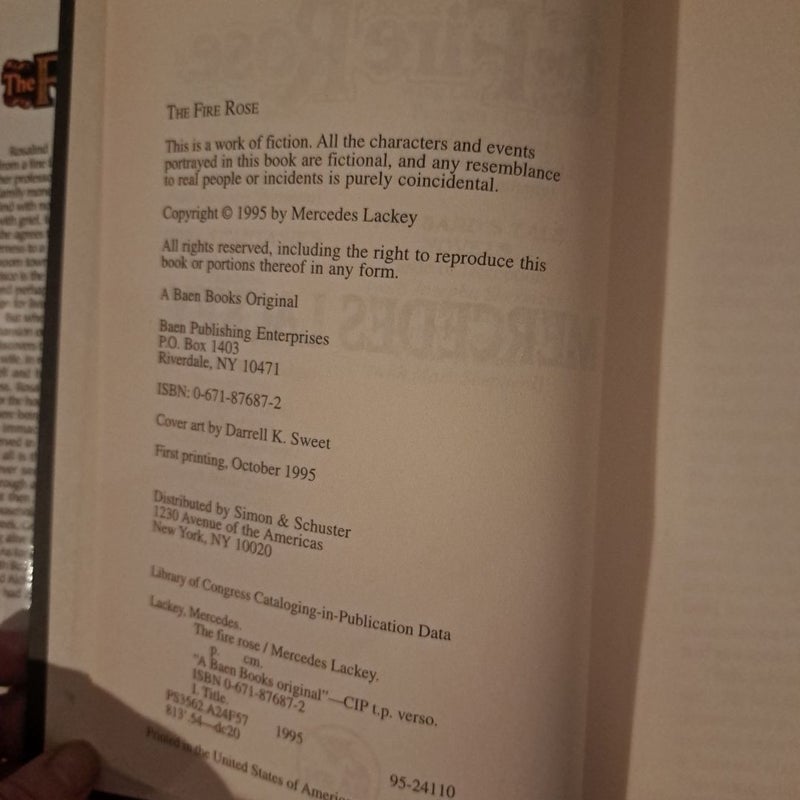 THE FIRE ROSE
This is a work of fiction. All the characters and events
portrayed in this book are fictional, and any resemblance
to real people or incidents is purely coincidental.
Copyright © 1995 by Mercedes Lackey
All rights reserved, including the right to reproduce this
book or portions thereof in any form.
A Baen Books Original
Baen Publishing Enterprises
P.O. Box 1403
Riverdale, NY 10471
ISBN: 0-671-87687-2
Cover art by Darrell K. Sweet
First printing, October 1995
Distributed by Simon & Schuster
1230 Avenue of the Americas
New York, NY 10020
Library of Congress Cataloging-in-Publication Data
Lackey, Mercedes.
The fire rose / Mercedes Lackey.
p. cm.
"A Baen Books original"—CIP t.p. verso.
ISBN 0-671-87687-2
I. Title.
PS3562.A24F57 1995
813'.54—dc20
95-24110
Printed in the United States of Americ
The F
Rosalind